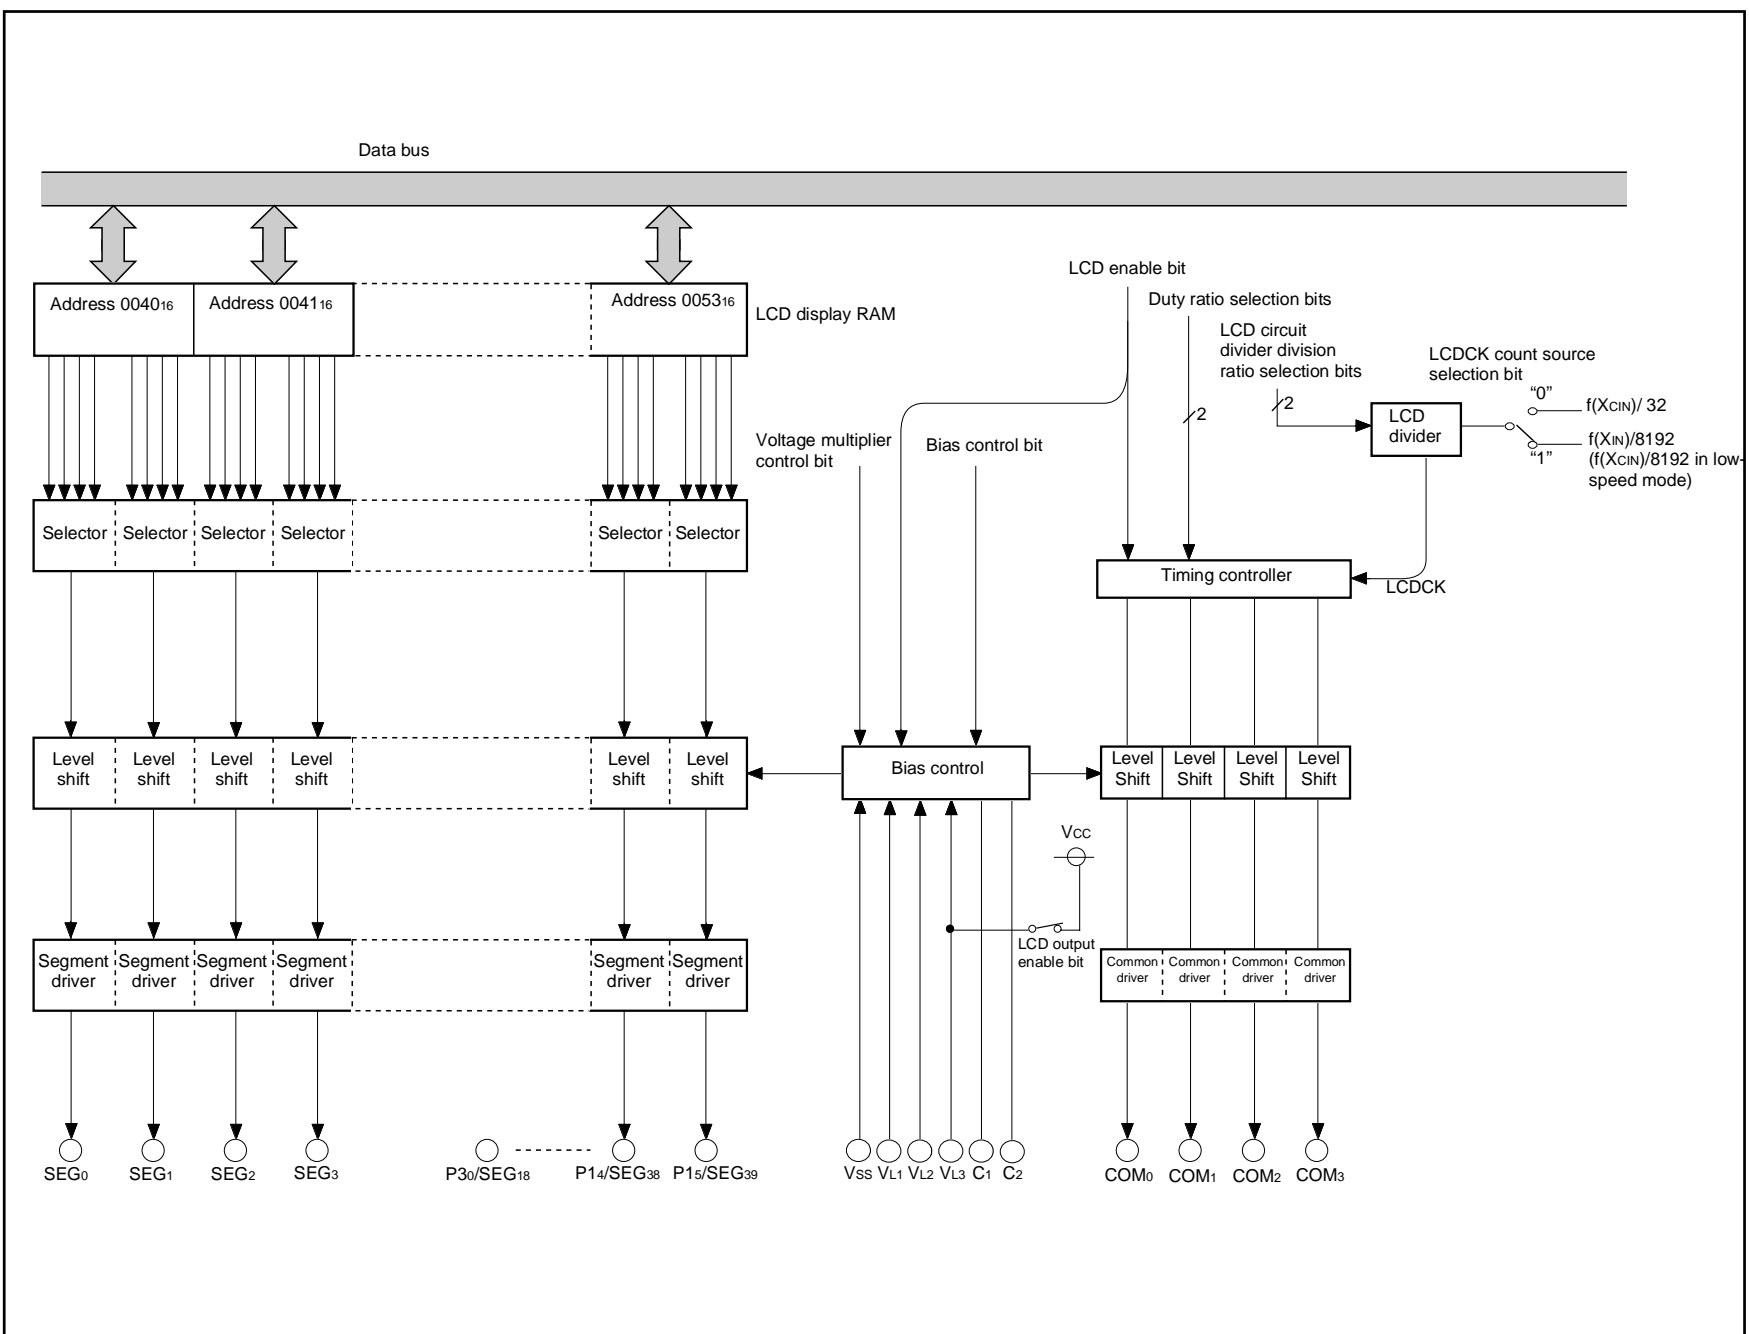 Data bus
Address 004016
Address 004116
Address 005316
LCD display RAM
LCD enable bit
Duty ratio selection bits
LCD circuit
divider division
ratio selection bits
LCDCK count source
selection bit
“0”
f(XCIN)/ 32
LCD
divider
f(XIN)/8192
“1”
(f(XCIN)/8192 in low-
speed mode)
2
2
Voltage multiplier
control bit
Bias control bit
Selector
Selector
Selector
Selector
Selector
Selector
Timing controller
LCDCK
Level
shift
Level
shift
Level
shift
Level
shift
Level
shift
Level
shift
Bias control
Level
Shift
Level
Shift
Level
Shift
Level
Shift
VCC
LCD output
enable bit
Segment
driver
Segment
driver
Segment
driver
Segment
driver
Segment
driver
Segment
driver
Common
driver
Common
driver
Common
driver
Common
driver
SEG0
SEG1
SEG2
SEG3
P30/SEG18
P14/SEG38
P15/SEG39
VSS
VL1
VL2
VL3
C1
C2
COM0
COM1
COM2
COM3